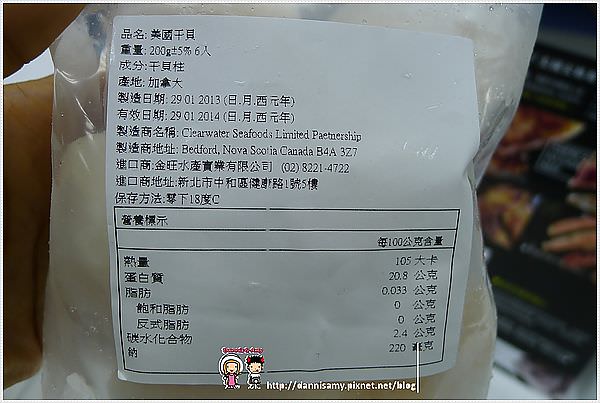 品名: 美國干貝
重量: 200g±5% 6入
成分:干貝柱
產地: 加拿大
製造日期: 29 01 2013 (日.月.西元年)
有效日期: 29 01 2014 (日.月.西元年)
製造商名稱: Clearwater Seafoods Limited Paetnership
製造商地址: Bedford, Nova Scotia Canada B4A 3Z7
進口商:金旺水產實業有限公司 (02) 8221-4722
進口商地址:新北市中和區健康路1號5樓
保存方法:零下18度C
營養標示
每100公克含量
熱量 105 大卡
蛋白質 20.8 公克
脂肪 0.033 公克
飽和脂肪 0 公克
反式脂肪 0 公克
碳水化合物 2.4 公克
鈉 220 毫克
http://dannisamy.pixnet.net/blog